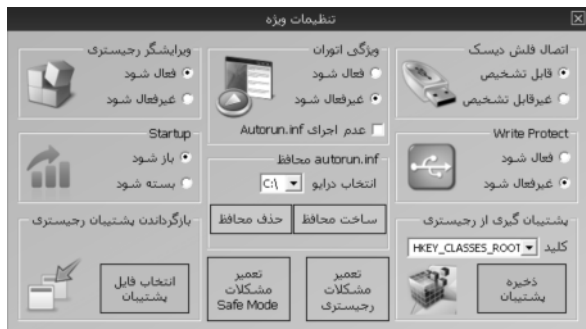 تنظیمات ویژه
اتصال فلش دیسک
قابل تشخیص
غیرقابل تشخیص
Write Protect
فعال شود
غیرفعال شود
پشتیبان گیری از رجیستری
کلید HKEY_CLASSES_ROOT
ذخیره
پشتیبان
ویژگی اتوران
فعال شود
غیرفعال شود
عدم اجرای Autorun.inf
autorun.inf محافظ
انتخاب درایو C:\
ساخت محافظ
حذف محافظ
تعمیر
مشکلات
رجیستری
تعمیر
مشکلات
Safe Mode
ویرایشگر رجیستری
فعال شود
غیرفعال شود
Startup
باز شود
بسته شود
بازگرداندن پشتیبان رجیستری
انتخاب فایل
پشتیبان